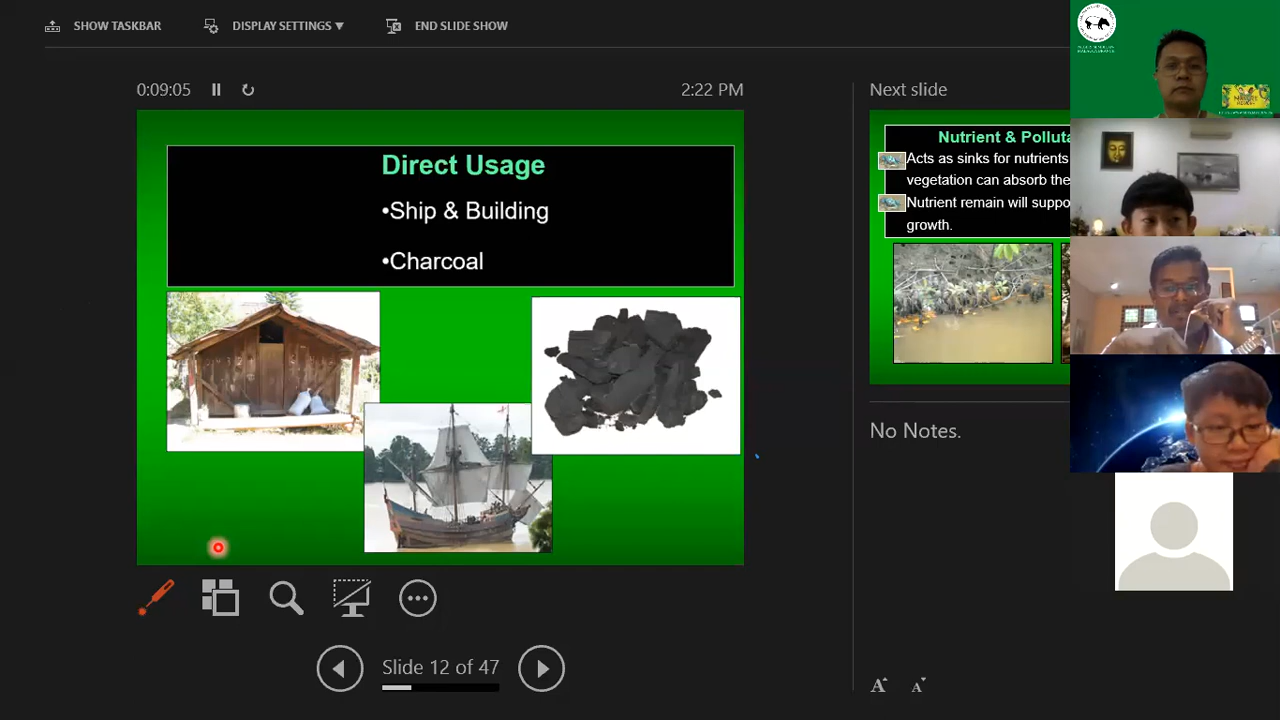 SHOW TASKBAR
DISPLAY SETTINGS
END SLIDE SHOW
0:09:05
2:22 PM
Direct Usage
•Ship & Building
•Charcoal
Next slide
Nutrient & Polluta
Acts as sinks for nutrients
vegetation can absorb the
Nutrient remain will suppo
growth.
No Notes.
Slide 12 of 47
A A